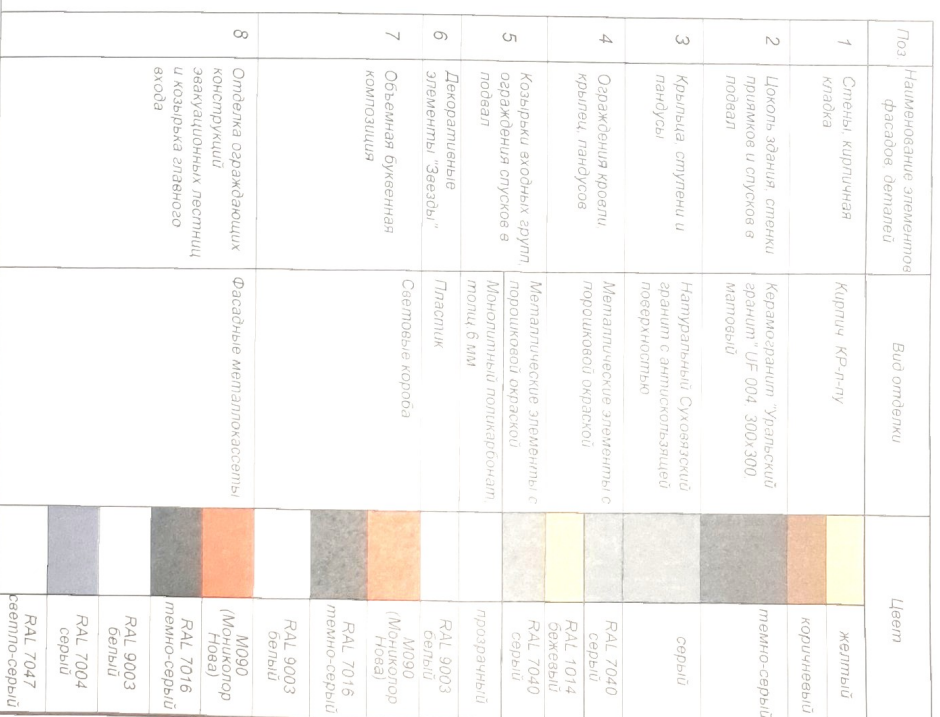 Поз.
Наименование элементов
фасадов, деталей
Вид отделки
Цвет
1
Стены, кирпичная
кладка
Кирпич КР-л-пу
желтый
коричневый
2
Цоколь здания, стенки
приямков и спусков в
подвал
Керамогранит "Уральский
гранит" UF 004 300х300,
матовый
темно-серый
3
Крыльца, ступени и
пандусы
Натуральный Суховязский
гранит с антискользящей
поверхностью
серый
4
Ограждения кровли,
крылец, пандусов
Металлические элементы с
порошковой окраской
RAL 7040
серый
RAL 1014
бежевый
5
Козырьки входных групп,
ограждения спусков в
подвал
Металлические элементы с
порошковой окраской
RAL 7040
серый
Монолитный поликарбонат,
толщ 6 мм
прозрачный
6
Декоративные
элементы "Звезды"
Пластик
RAL 9003
белый
7
Объемная буквенная
композиция
Световые короба
М090
(Мониколор
Нова)
RAL 7016
темно-серый
RAL 9003
белый
8
Отделка ограждающих
конструкций
эвакуационных лестниц
и козырька главного
входа
Фасадные металлокассеты
М090
(Мониколор
Нова)
RAL 7016
темно-серый
RAL 9003
белый
RAL 7004
серый
RAL 7047
светло-серый